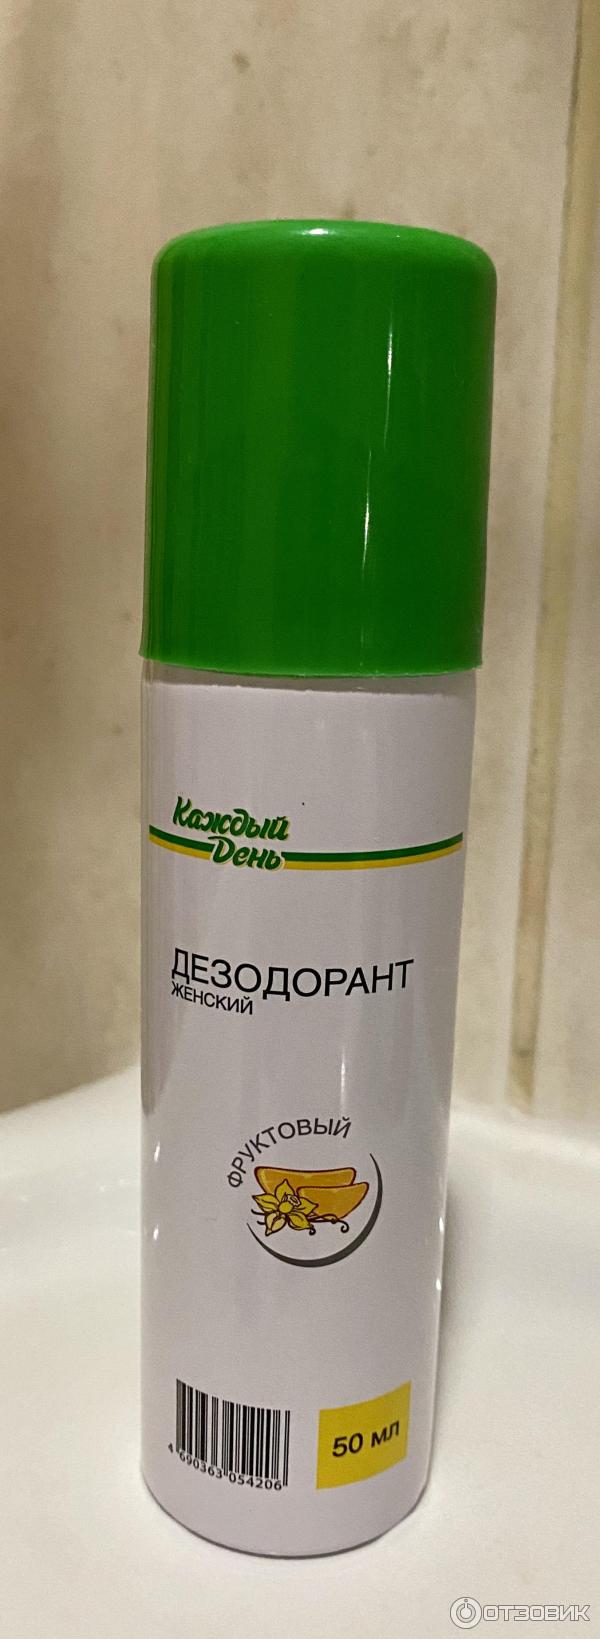 Каждый
День
ДЕЗОДОРАНТ
ЖЕНСКИЙ
ФРУКТОВЫЙ
50 мл
4 690363 054206
ОТЗОВИК